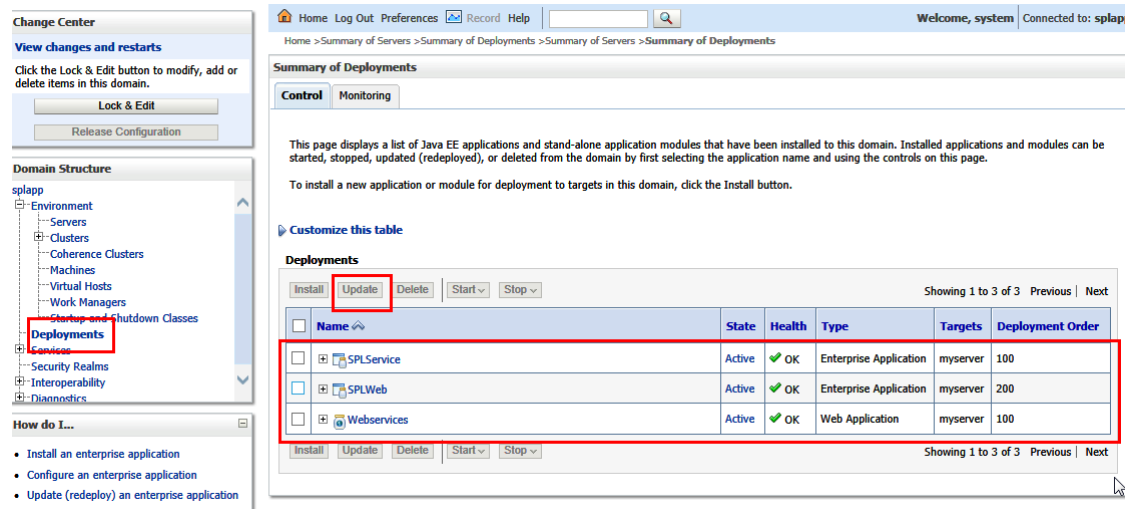 Change Center
View changes and restarts
Click the Lock & Edit button to modify, add or
delete items in this domain.
Lock & Edit
Release Configuration
Domain Structure
splapp
Environment
Servers
Clusters
Coherence Clusters
Machines
Virtual Hosts
Work Managers
Startup and Shutdown Classes
Deployments
Services
Security Realms
Interoperability
Diagnostics
How do I...
Install an enterprise application
Configure an enterprise application
Update (redeploy) an enterprise application
Home Log Out Preferences Record Help
Welcome, system Connected to: splapp
Home >Summary of Servers >Summary of Deployments >Summary of Servers >Summary of Deployments
Summary of Deployments
Control Monitoring
This page displays a list of Java EE applications and stand-alone application modules that have been installed to this domain. Installed applications and modules can be
started, stopped, updated (redeployed), or deleted from the domain by first selecting the application name and using the controls on this page.
To install a new application or module for deployment to targets in this domain, click the Install button.
Customize this table
Deployments
Install Update Delete Start Stop Showing 1 to 3 of 3 Previous | Next
Name State Health Type Targets Deployment Order
SPLService Active OK Enterprise Application myserver 100
SPLWeb Active OK Enterprise Application myserver 200
Webservices Active OK Web Application myserver 100
Install Update Delete Start Stop Showing 1 to 3 of 3 Previous | Next